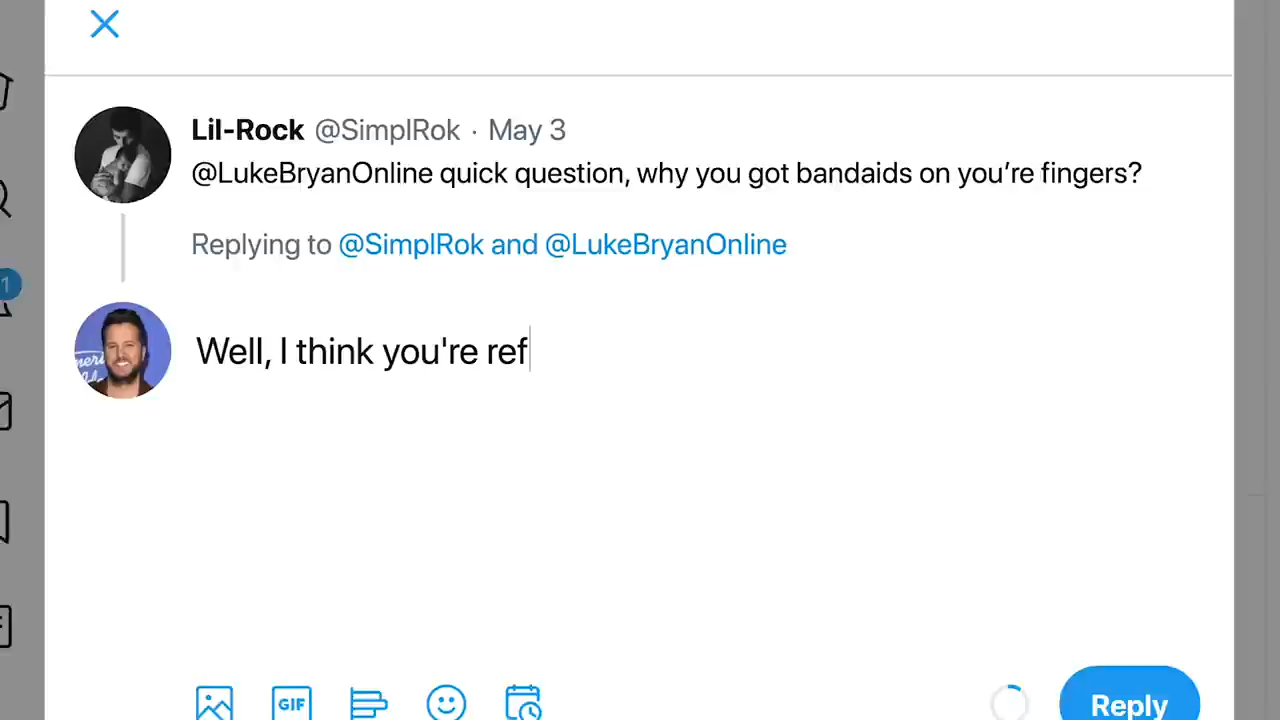 Lil-Rock @SimplRok · May 3
@LukeBryanOnline quick question, why you got bandaids on you’re fingers?
Replying to @SimplRok and @LukeBryanOnline
1
Well, I think you're ref
GIF
Reply